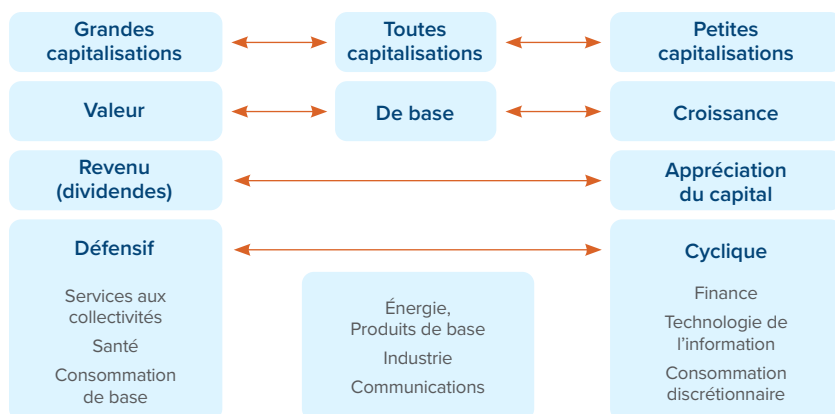 Grandes
capitalisations
Toutes
capitalisations
Petites
capitalisations
Valeur
De base
Croissance
Revenu
(dividendes)
Appréciation
du capital
Défensif
Services aux
collectivités
Santé
Consommation
de base
Énergie,
Produits de base
Industrie
Communications
Cyclique
Finance
Technologie de
l’information
Consommation
discrétionnaire